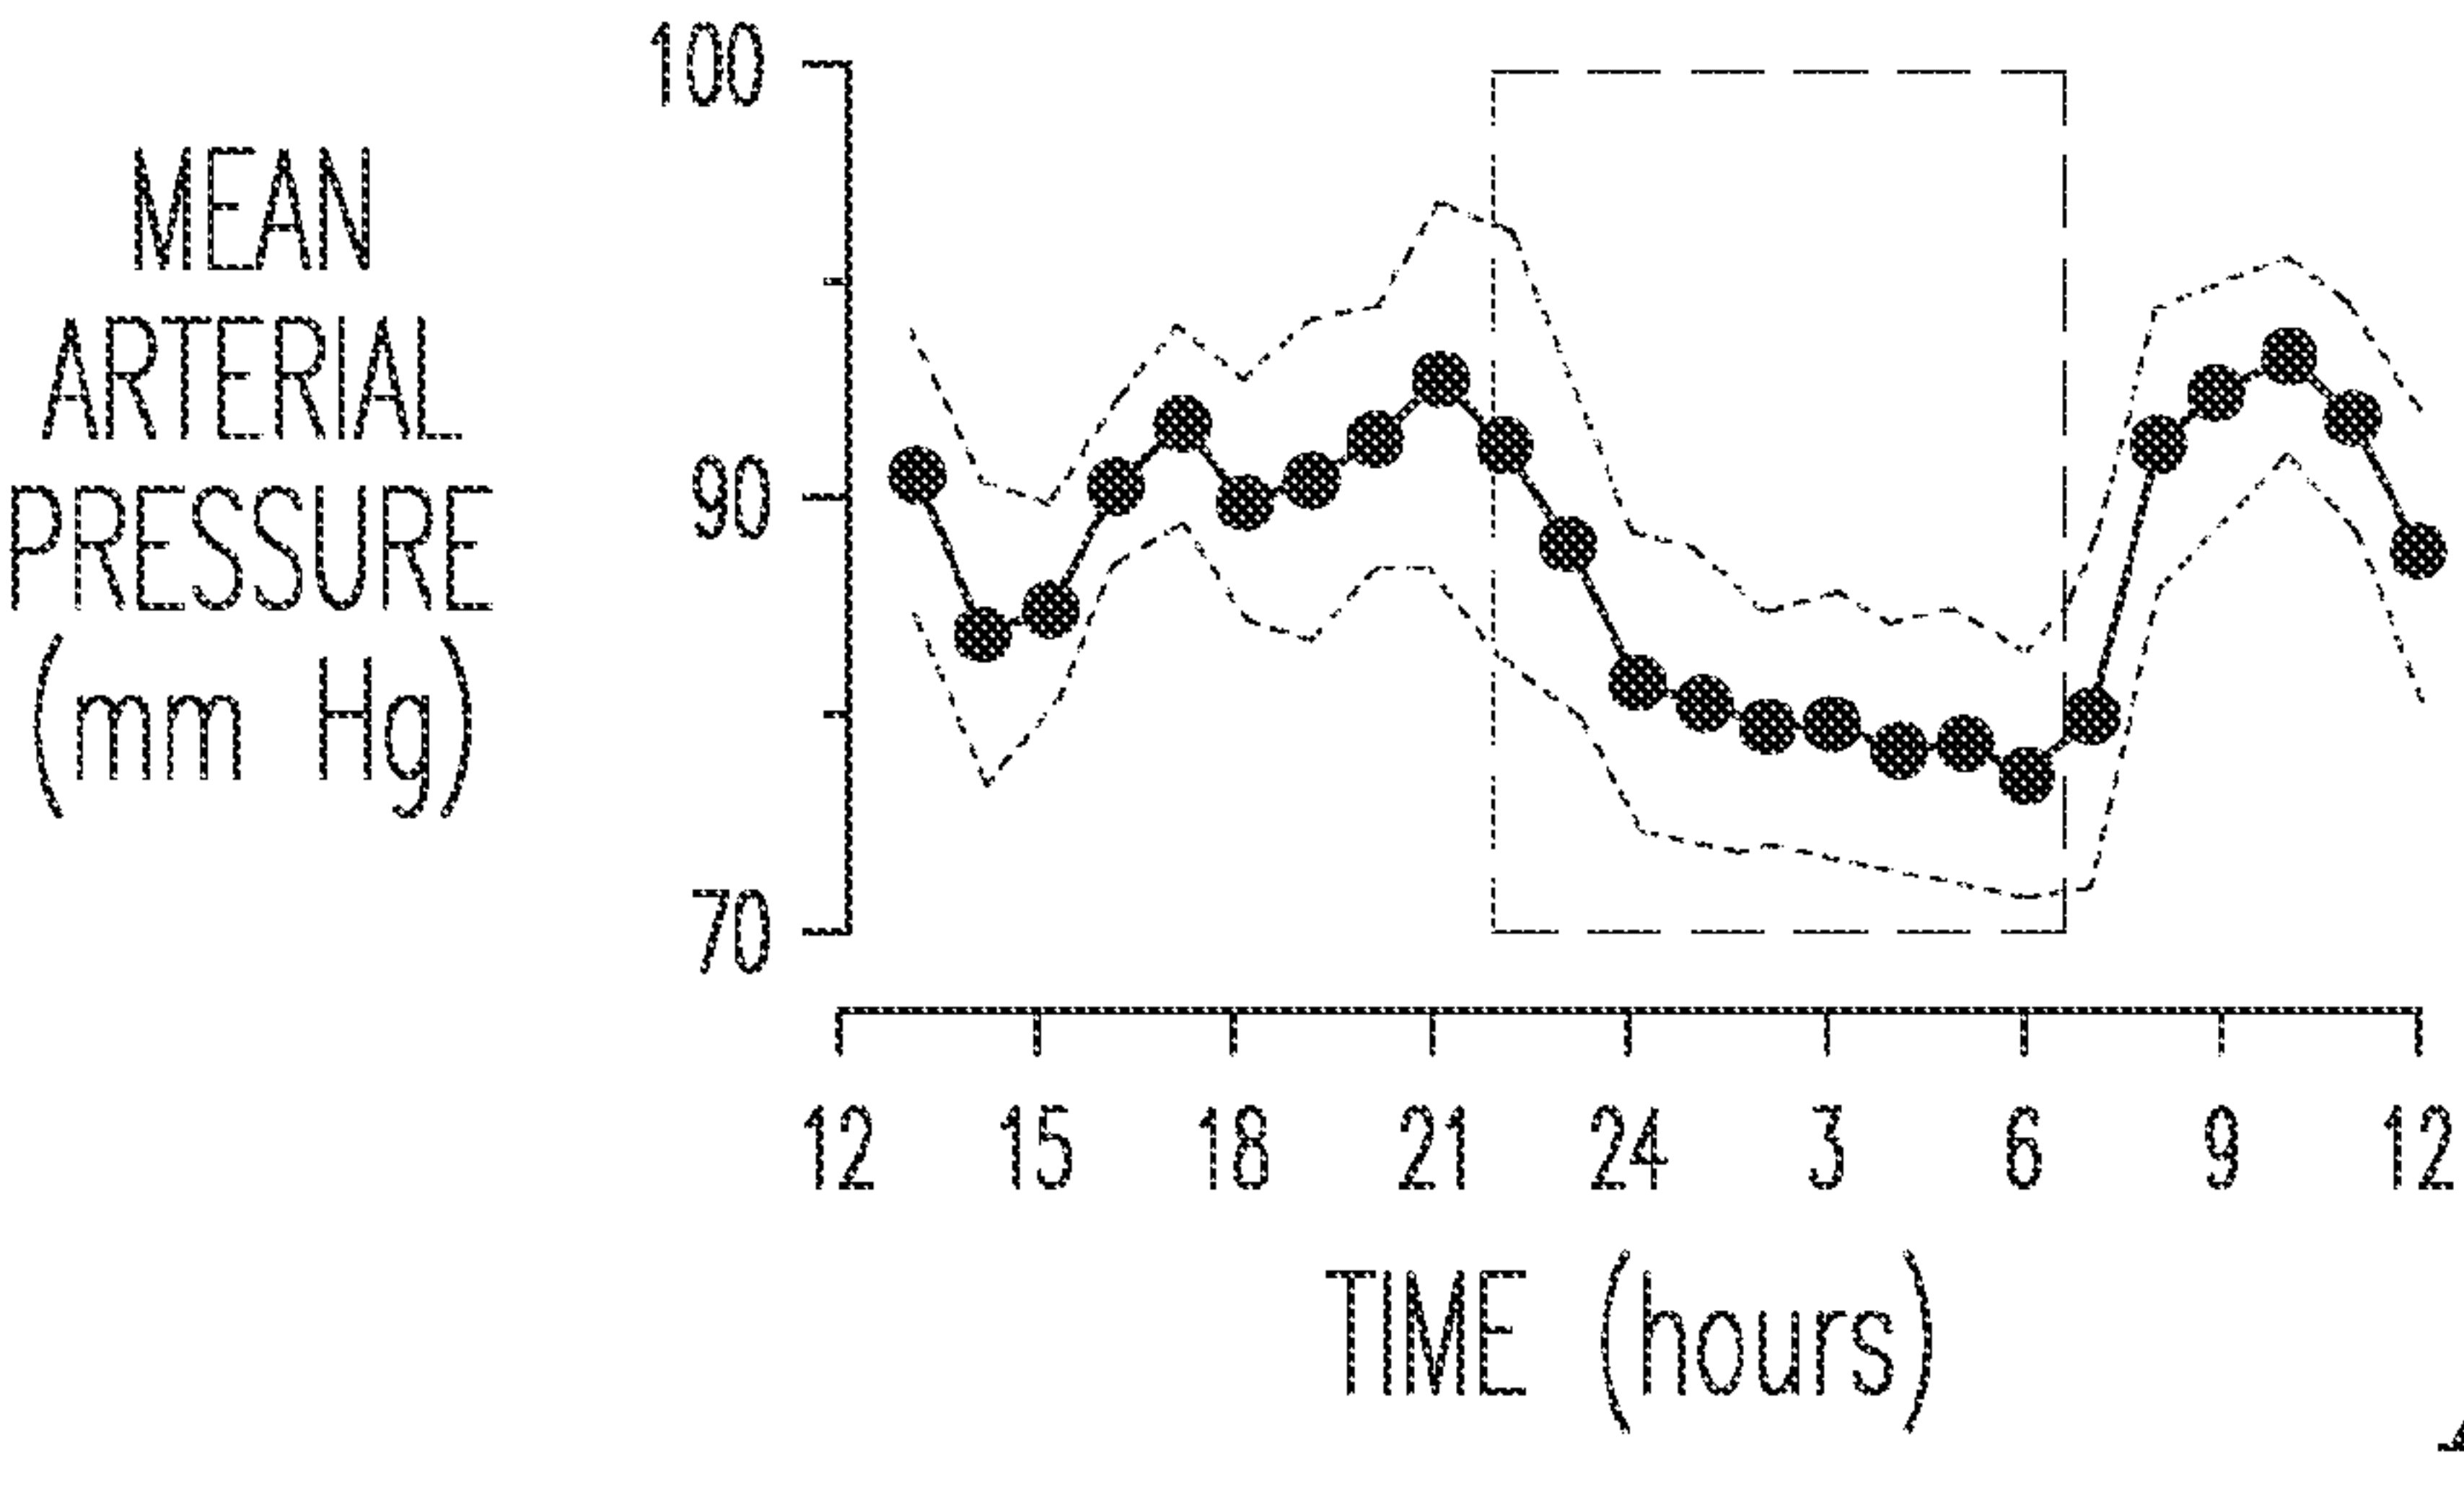 100
MEAN
ARTERIAL
PRESSURE
(mm Hg)
90
70
12 15 18 21 24 3 6 9 12
TIME (hours)